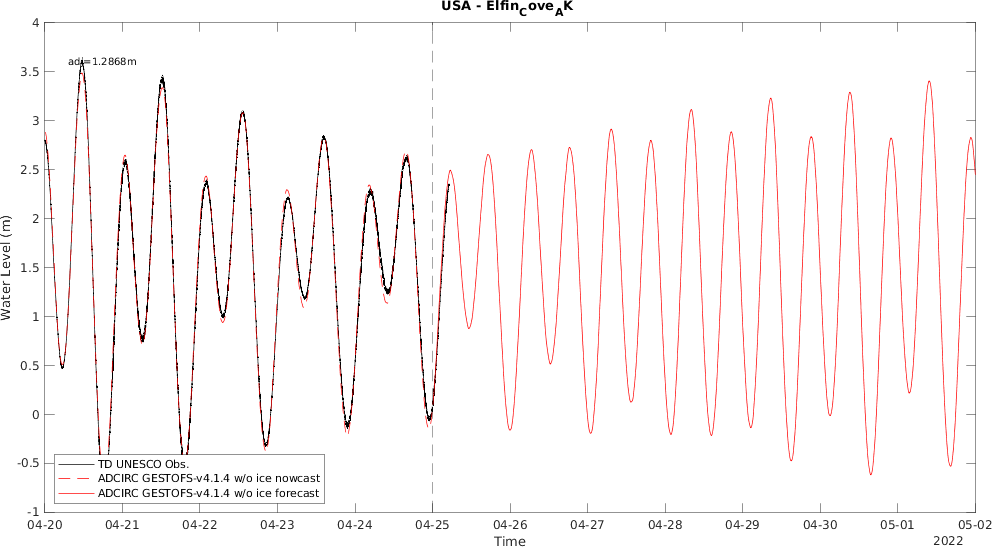 USA - Elfin_Cove_AK
adj=1.2868m
4
3.5
3
2.5
2
1.5
1
0.5
0
-0.5
-1
Water Level (m)
TD UNESCO Obs.
ADCIRC GESTOFS-v4.1.4 w/o ice nowcast
ADCIRC GESTOFS-v4.1.4 w/o ice forecast
04-20 04-21 04-22 04-23 04-24 04-25 04-26 04-27 04-28 04-29 04-30 05-01 05-02
Time
2022